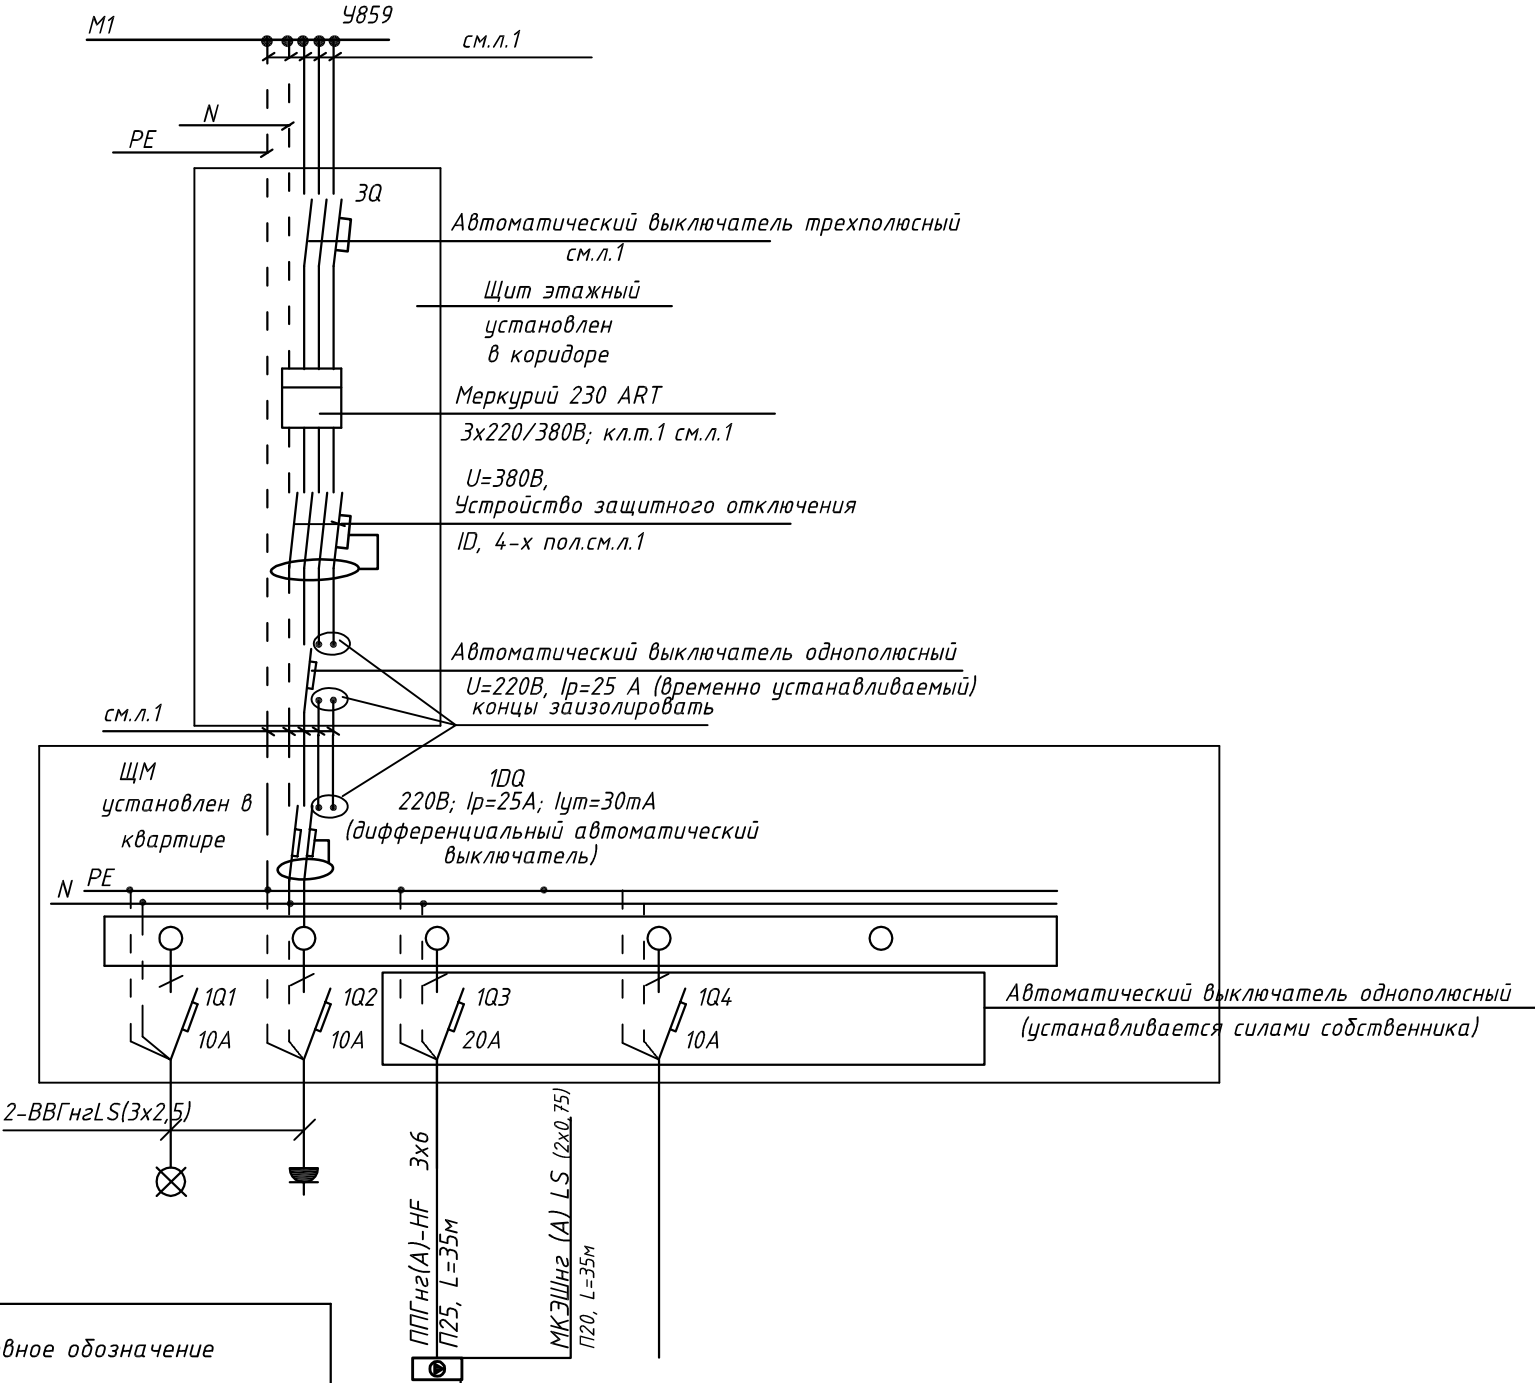 М1
У859
см.л.1
N
PE
3Q
Автоматический выключатель трехполюсный
см.л.1
Щит этажный
установлен
в коридоре
Меркурий 230 ART
3х220/380В; кл.т.1 см.л.1
U=380В,
Устройство защитного отключения
ID, 4-х пол.см.л.1
Автоматический выключатель однополюсный
U=220В, Iр=25 А (временно устанавливаемый)
концы заизолировать
см.л.1
ЩМ
установлен в
квартире
1DQ
220В; Iр=25А; Iут=30mA
(дифференциальный автоматический
выключатель)
PE
N
1Q1
10А
1Q2
10А
1Q3
20А
1Q4
10А
Автоматический выключатель однополюсный
(устанавливается силами собственника)
2-ВВГнгLS(3х2,5)
ППГнг(А)-HF 3х6
П25, L=35м
МКЭШнг (А) LS (2х0,75)
П20, L=35м
вное обозначение